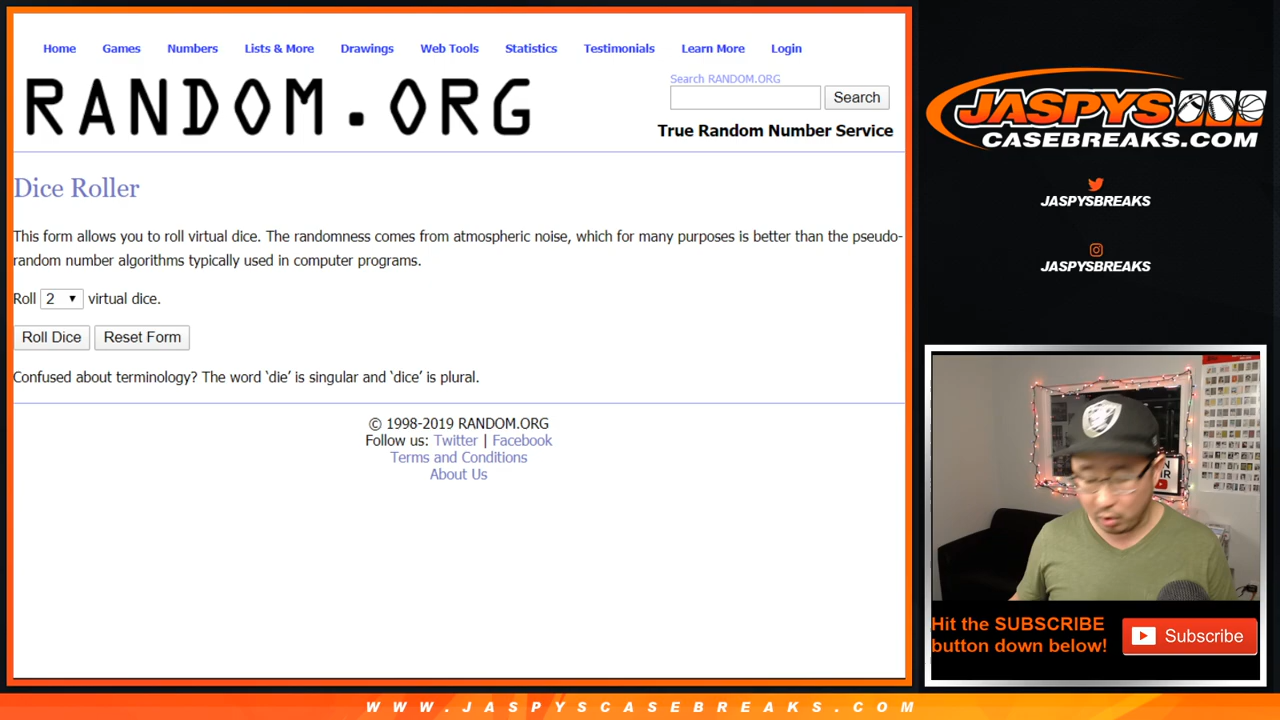 Home Games Numbers Lists & More Drawings Web Tools Statistics Testimonials Learn More Login
RANDOM.ORG
Search RANDOM.ORG
Search
True Random Number Service
Dice Roller
This form allows you to roll virtual dice. The randomness comes from atmospheric noise, which for many purposes is better than the pseudo-
random number algorithms typically used in computer programs.
Roll 2 virtual dice.
Roll Dice Reset Form
Confused about terminology? The word ‘die’ is singular and ‘dice’ is plural.
© 1998-2019 RANDOM.ORG
Follow us: Twitter | Facebook
Terms and Conditions
About Us
JASPYS
CASEBREAKS.COM
JASPYSBREAKS
JASPYSBREAKS
Hit the SUBSCRIBE
button down below!
Subscribe
WWW.JASPYSCASEBREAKS.COM